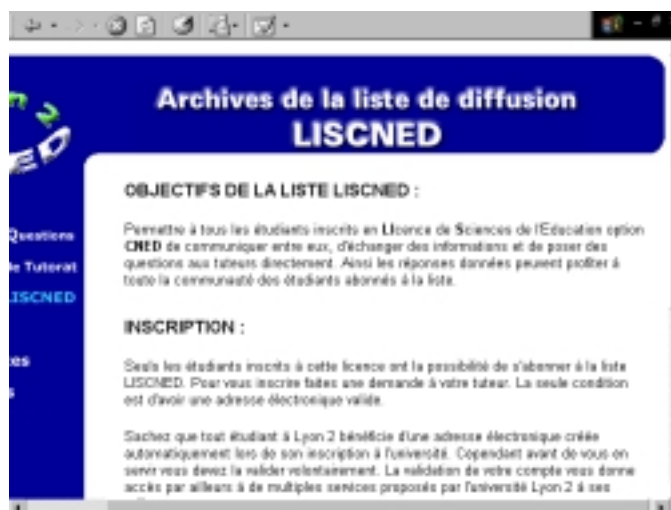 n 2
ED
Archives de la liste de diffusion
LISCNED
Questions
le Tutorat
ISCNED
es
s
OBJECTIFS DE LA LISTE LISCNED :
Permettre à tous les étudiants inscrits en LIcence de Sciences de l'Education option
CNED de communiquer entre eux, d'échanger des informations et de poser des
questions aux tuteurs directement. Ainsi les réponses données peuvent profiter à
toute la communauté des étudiants abonnés à la liste.
INSCRIPTION :
Seuls les étudiants inscrits à cette licence ont la possibilité de s'abonner à la liste
LISCNED. Pour vous inscrire faites une demande à votre tuteur. La seule condition
est d'avoir une adresse électronique valide.
Sachez que tout étudiant à Lyon 2 bénéficie d'une adresse électronique créée
automatiquement lors de son inscription à l'université. Cependant avant de vous en
servir vous devez la valider volontairement. La validation de votre compte vous donne
accès par ailleurs à de multiples services proposés par l'université Lyon 2 à ses